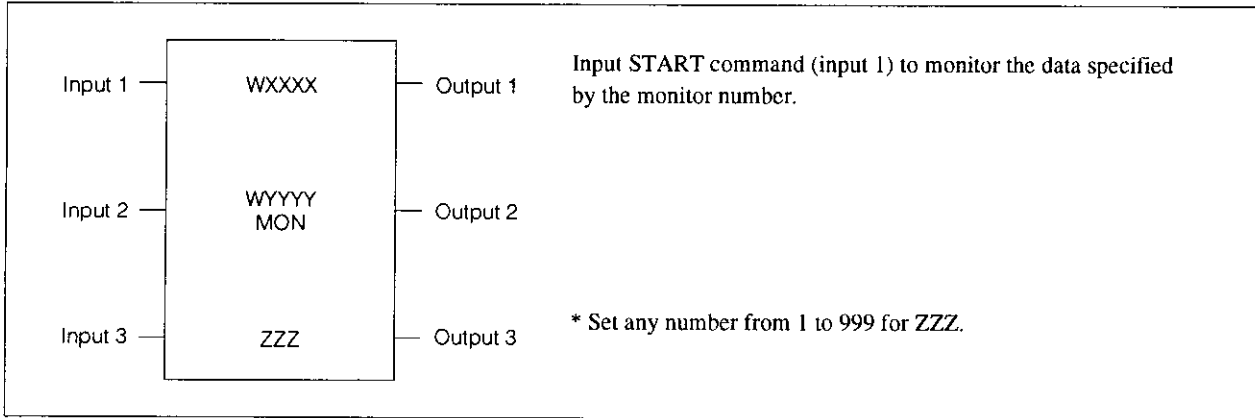 Input 1
WXXXX
Output 1
Input START command (input 1) to monitor the data specified
by the monitor number.
Input 2
WYYYY
MON
Output 2
Input 3
ZZZ
Output 3
* Set any number from 1 to 999 for ZZZ.